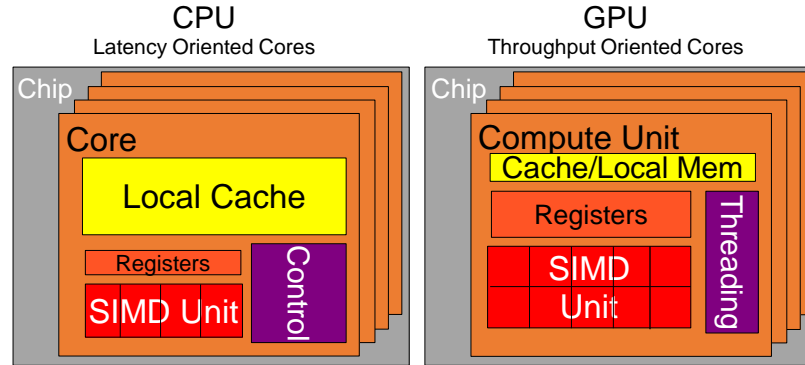 CPU
Latency Oriented Cores
Chip
Core
Local Cache
Registers
SIMD Unit
Control
GPU
Throughput Oriented Cores
Chip
Compute Unit
Cache/Local Mem
Registers
SIMD
Unit
Threading